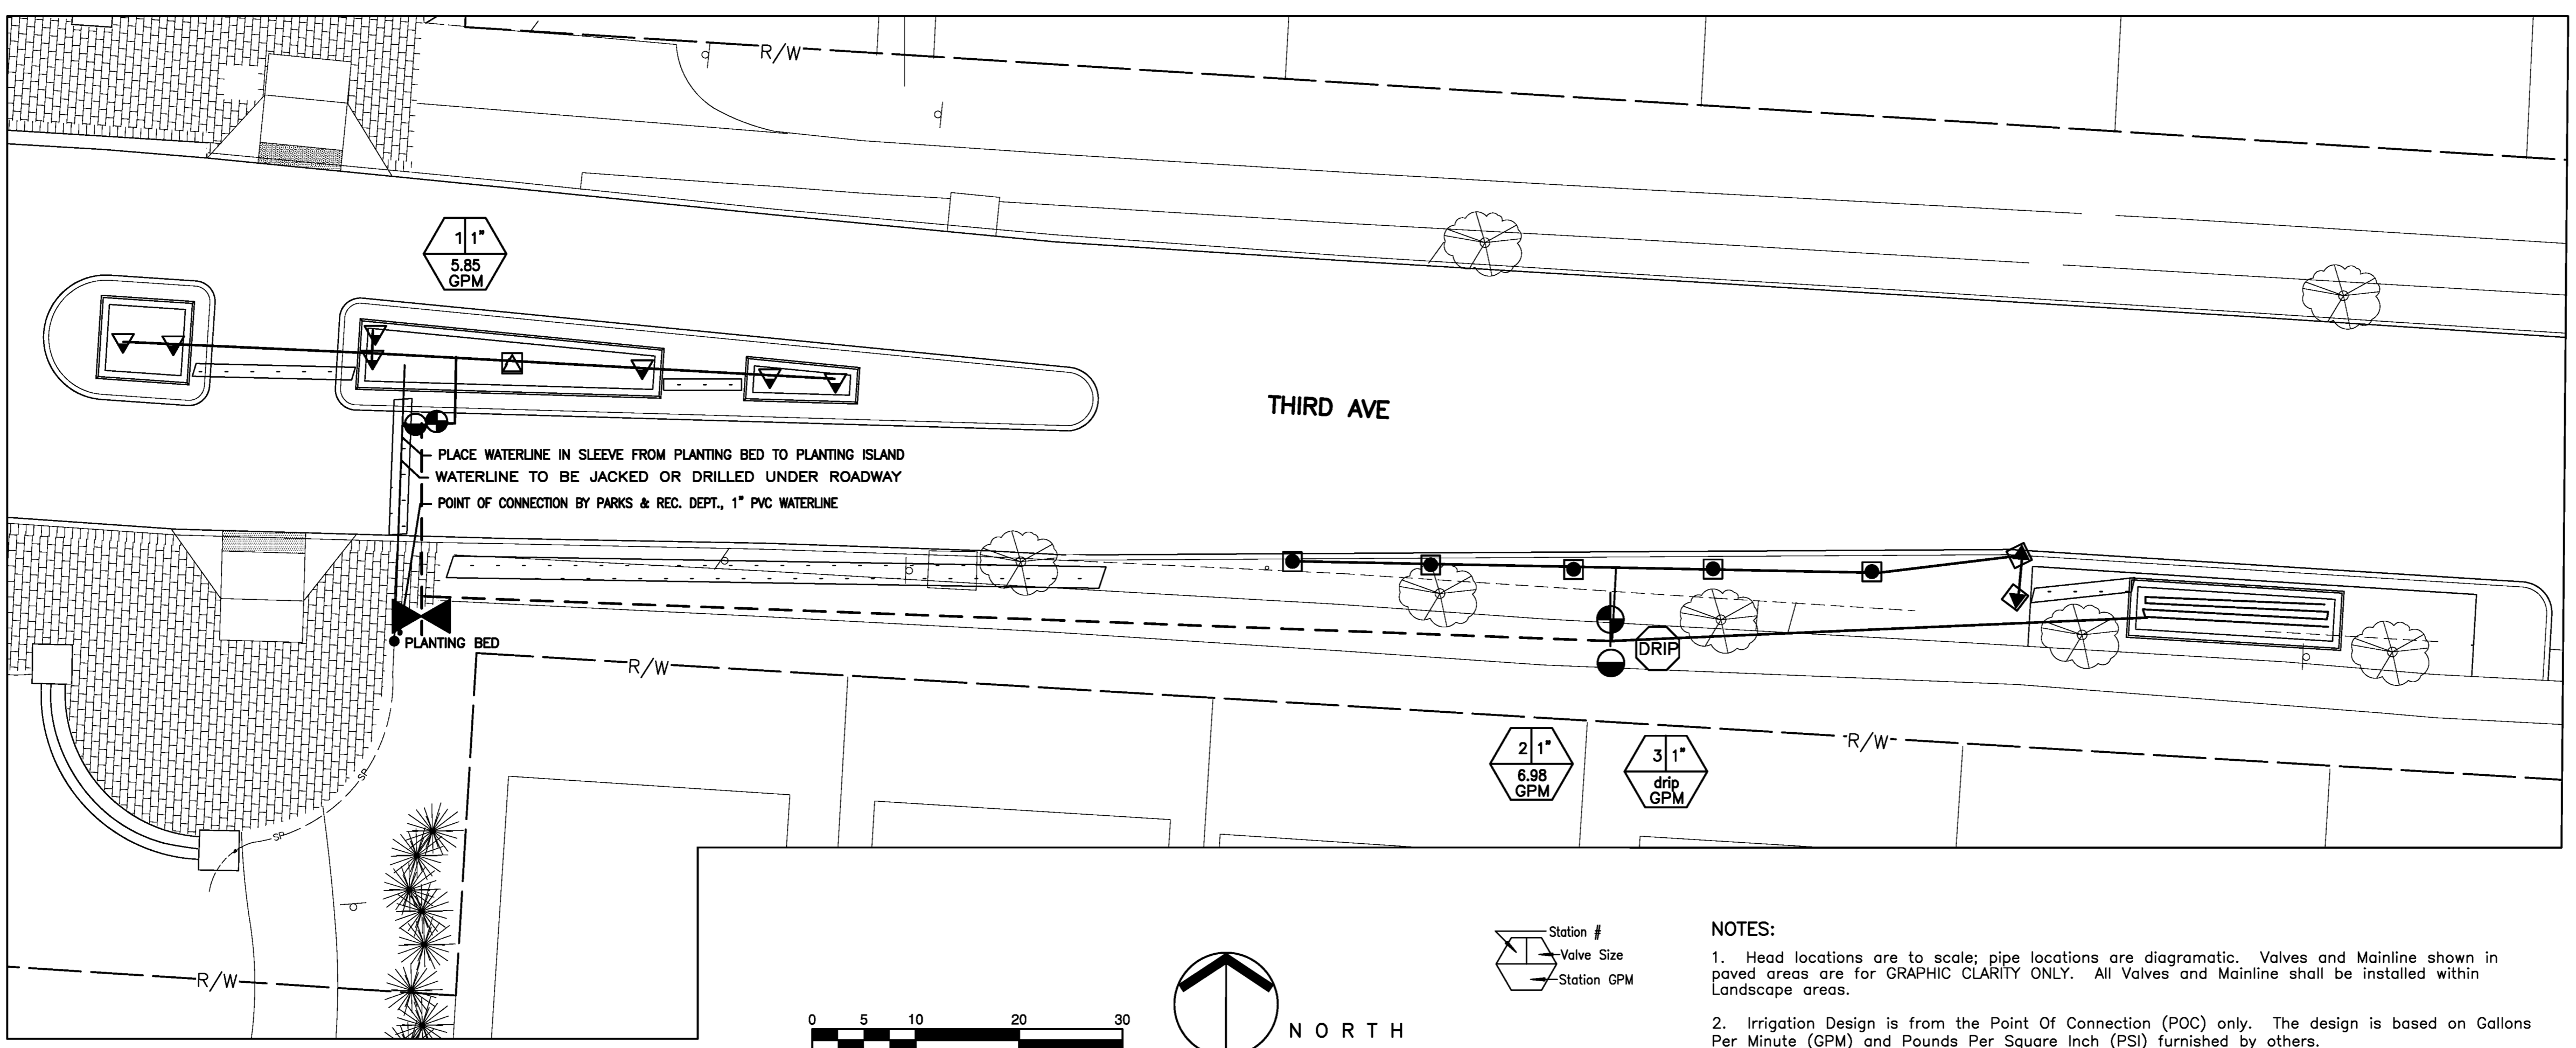 R/W
1 1"
5.85
GPM
THIRD AVE
PLACE WATERLINE IN SLEEVE FROM PLANTING BED TO PLANTING ISLAND
WATERLINE TO BE JACKED OR DRILLED UNDER ROADWAY
POINT OF CONNECTION BY PARKS & REC. DEPT., 1" PVC WATERLINE
PLANTING BED
DRIP
R/W
R/W
2 1"
6.98
GPM
3 1"
drip
GPM
SP
SP
R/W
Station #
Valve Size
Station GPM
0 5 10 20 30
NORTH
NOTES:
1. Head locations are to scale; pipe locations are diagramatic. Valves and Mainline shown in
paved areas are for GRAPHIC CLARITY ONLY. All Valves and Mainline shall be installed within
Landscape areas.
2. Irrigation Design is from the Point Of Connection (POC) only. The design is based on Gallons
Per Minute (GPM) and Pounds Per Square Inch (PSI) furnished by others.